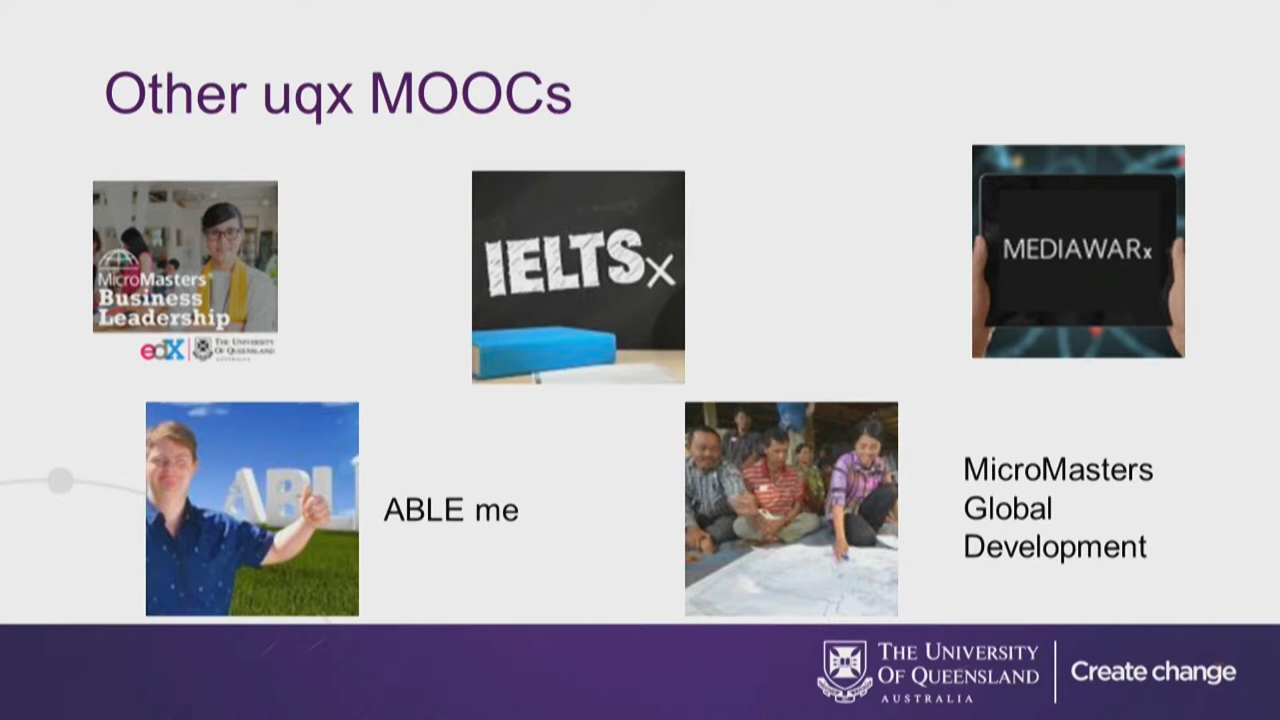 Other uqx MOOCs
MicroMasters
Business
Leadership
edX
THE UNIVERSITY
OF QUEENSLAND
AUSTRALIA
IELTSx
MEDIAWARx
ABL
ABLE me
MicroMasters
Global
Development
THE UNIVERSITY
OF QUEENSLAND
AUSTRALIA
Create change